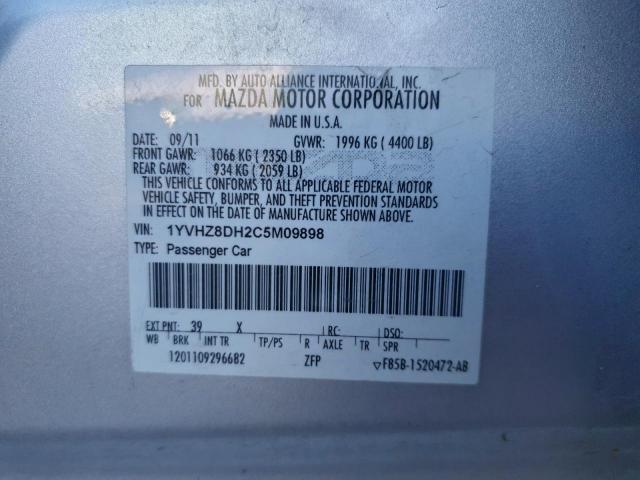 MFD. BY AUTO ALLIANCE INTERNATIONAL, INC.
FOR MAZDA MOTOR CORPORATION
MADE IN U.S.A.
DATE: 09/11 GVWR: 1996 KG ( 4400 LB)
FRONT GAWR: 1066 KG ( 2350 LB)
REAR GAWR: 934 KG ( 2059 LB)
THIS VEHICLE CONFORMS TO ALL APPLICABLE FEDERAL MOTOR
VEHICLE SAFETY, BUMPER, AND THEFT PREVENTION STANDARDS
IN EFFECT ON THE DATE OF MANUFACTURE SHOWN ABOVE.
VIN: 1YVHZ8DH2C5M09898
TYPE: Passenger Car
EXT PNT: 39 X RC: DSO:
WB BRK INT TR TP/PS R AXLE TR SPR
1201109296682 ZFP ▽F85B-1520472-AB